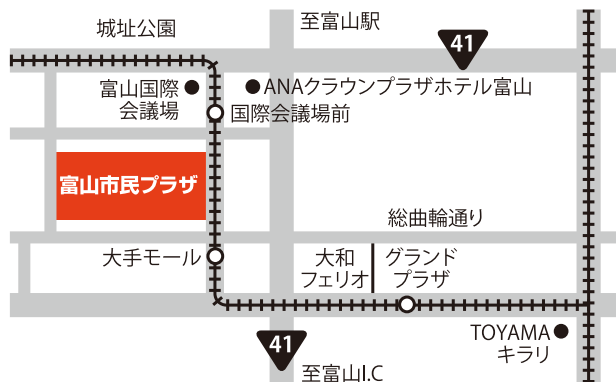 城址公園
至富山駅
41
富山国際
会議場
ANAクラウンプラザホテル富山
国際会議場前
富山市民プラザ
総曲輪通り
大手モール
大和
フェリオ
グランド
プラザ
TOYAMA
キラリ
41
至富山I.C